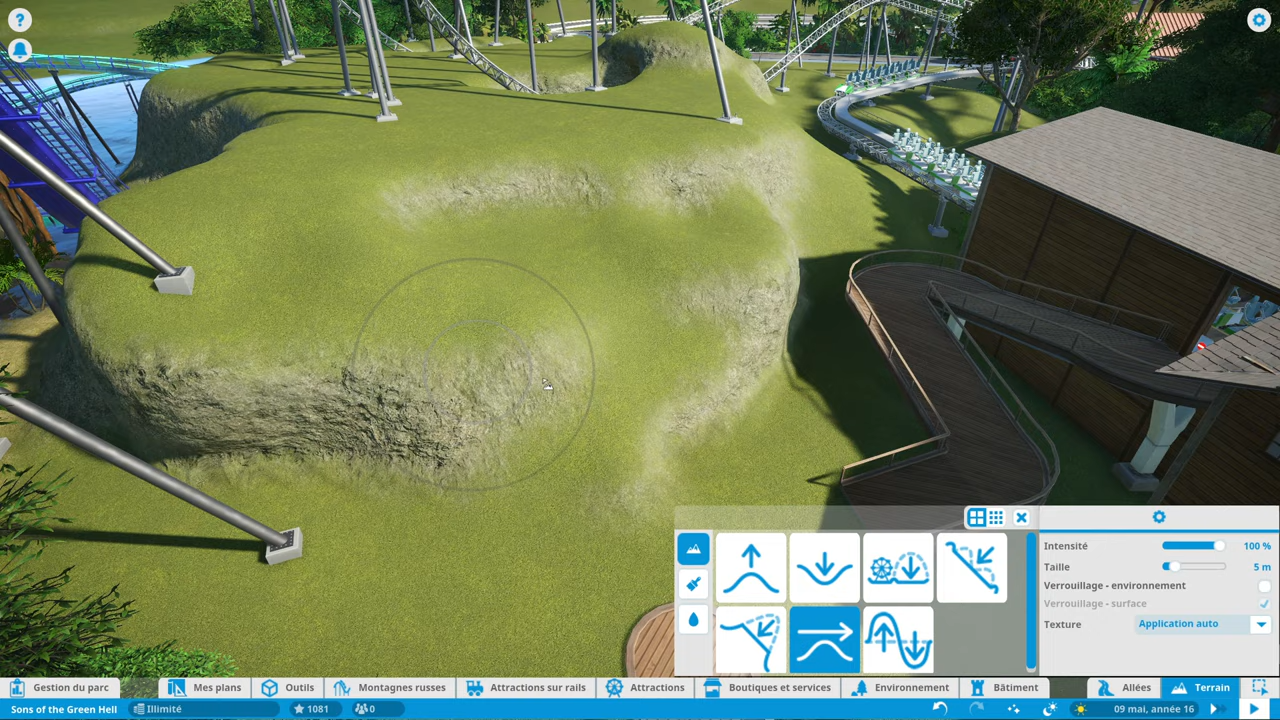 ?
Intensité 100 %
Taille 5 m
Verrouillage - environnement
Verrouillage - surface
Texture Application auto
Gestion du parc Mes plans Outils Montagnes russes Attractions sur rails Attractions Boutiques et services Environnement Bâtiment Allées Terrain
Sons of the Green Hell Illimité 1081 0 09 mai, année 16